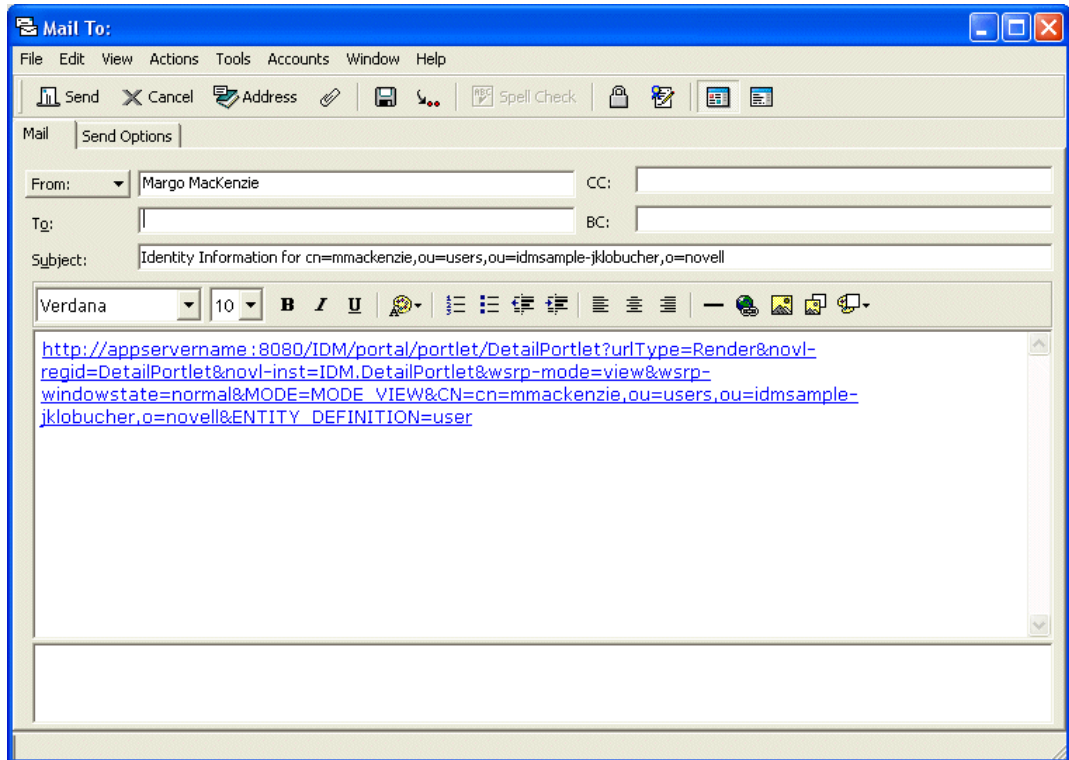 Mail To:
File Edit View Actions Tools Accounts Window Help
Send Cancel Address ABC Spell Check
Mail Send Options
From: Margo MacKenzie CC:
To: BC:
Subject: Identity Information for cn=mmackenzie,ou=users,ou=idmsample-jklobucher,o=novell
Verdana 10 B I U
http://appservername:8080/IDM/portal/portlet/DetailPortlet?urlType=Render&novl-
regid=DetailPortlet&novl-inst=IDM.DetailPortlet&wsrp-mode=view&wsrp-
windowstate=normal&MODE=MODE_VIEW&CN=cn=mmackenzie,ou=users,ou=idmsample-
jklobucher,o=novell&ENTITY_DEFINITION=user